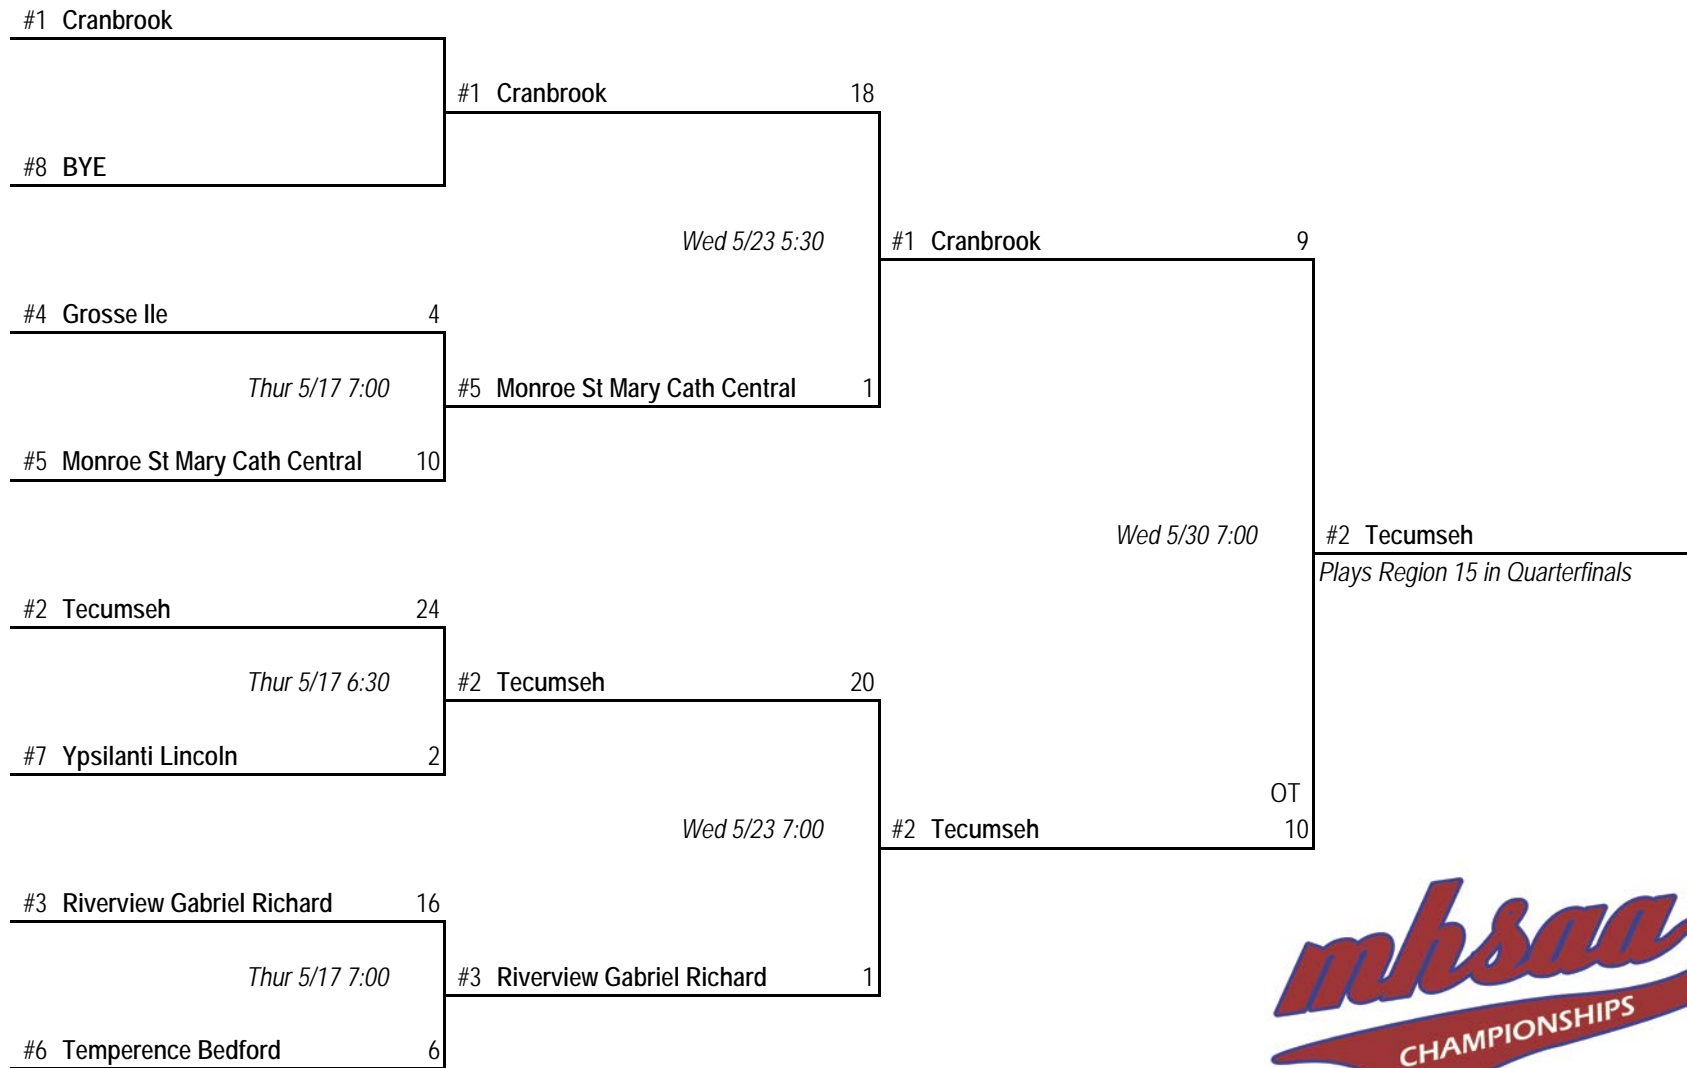 #1 Cranbrook
#1 Cranbrook 18
#8 BYE
Wed 5/23 5:30
#1 Cranbrook 9
#4 Grosse Ile 4
Thur 5/17 7:00
#5 Monroe St Mary Cath Central 1
#5 Monroe St Mary Cath Central 10
Wed 5/30 7:00
#2 Tecumseh
Plays Region 15 in Quarterfinals
#2 Tecumseh 24
Thur 5/17 6:30
#2 Tecumseh 20
#7 Ypsilanti Lincoln 2
OT
Wed 5/23 7:00
#2 Tecumseh 10
#3 Riverview Gabriel Richard 16
Thur 5/17 7:00
#3 Riverview Gabriel Richard 1
#6 Temperence Bedford 6
mhsaa
CHAMPIONSHIPS